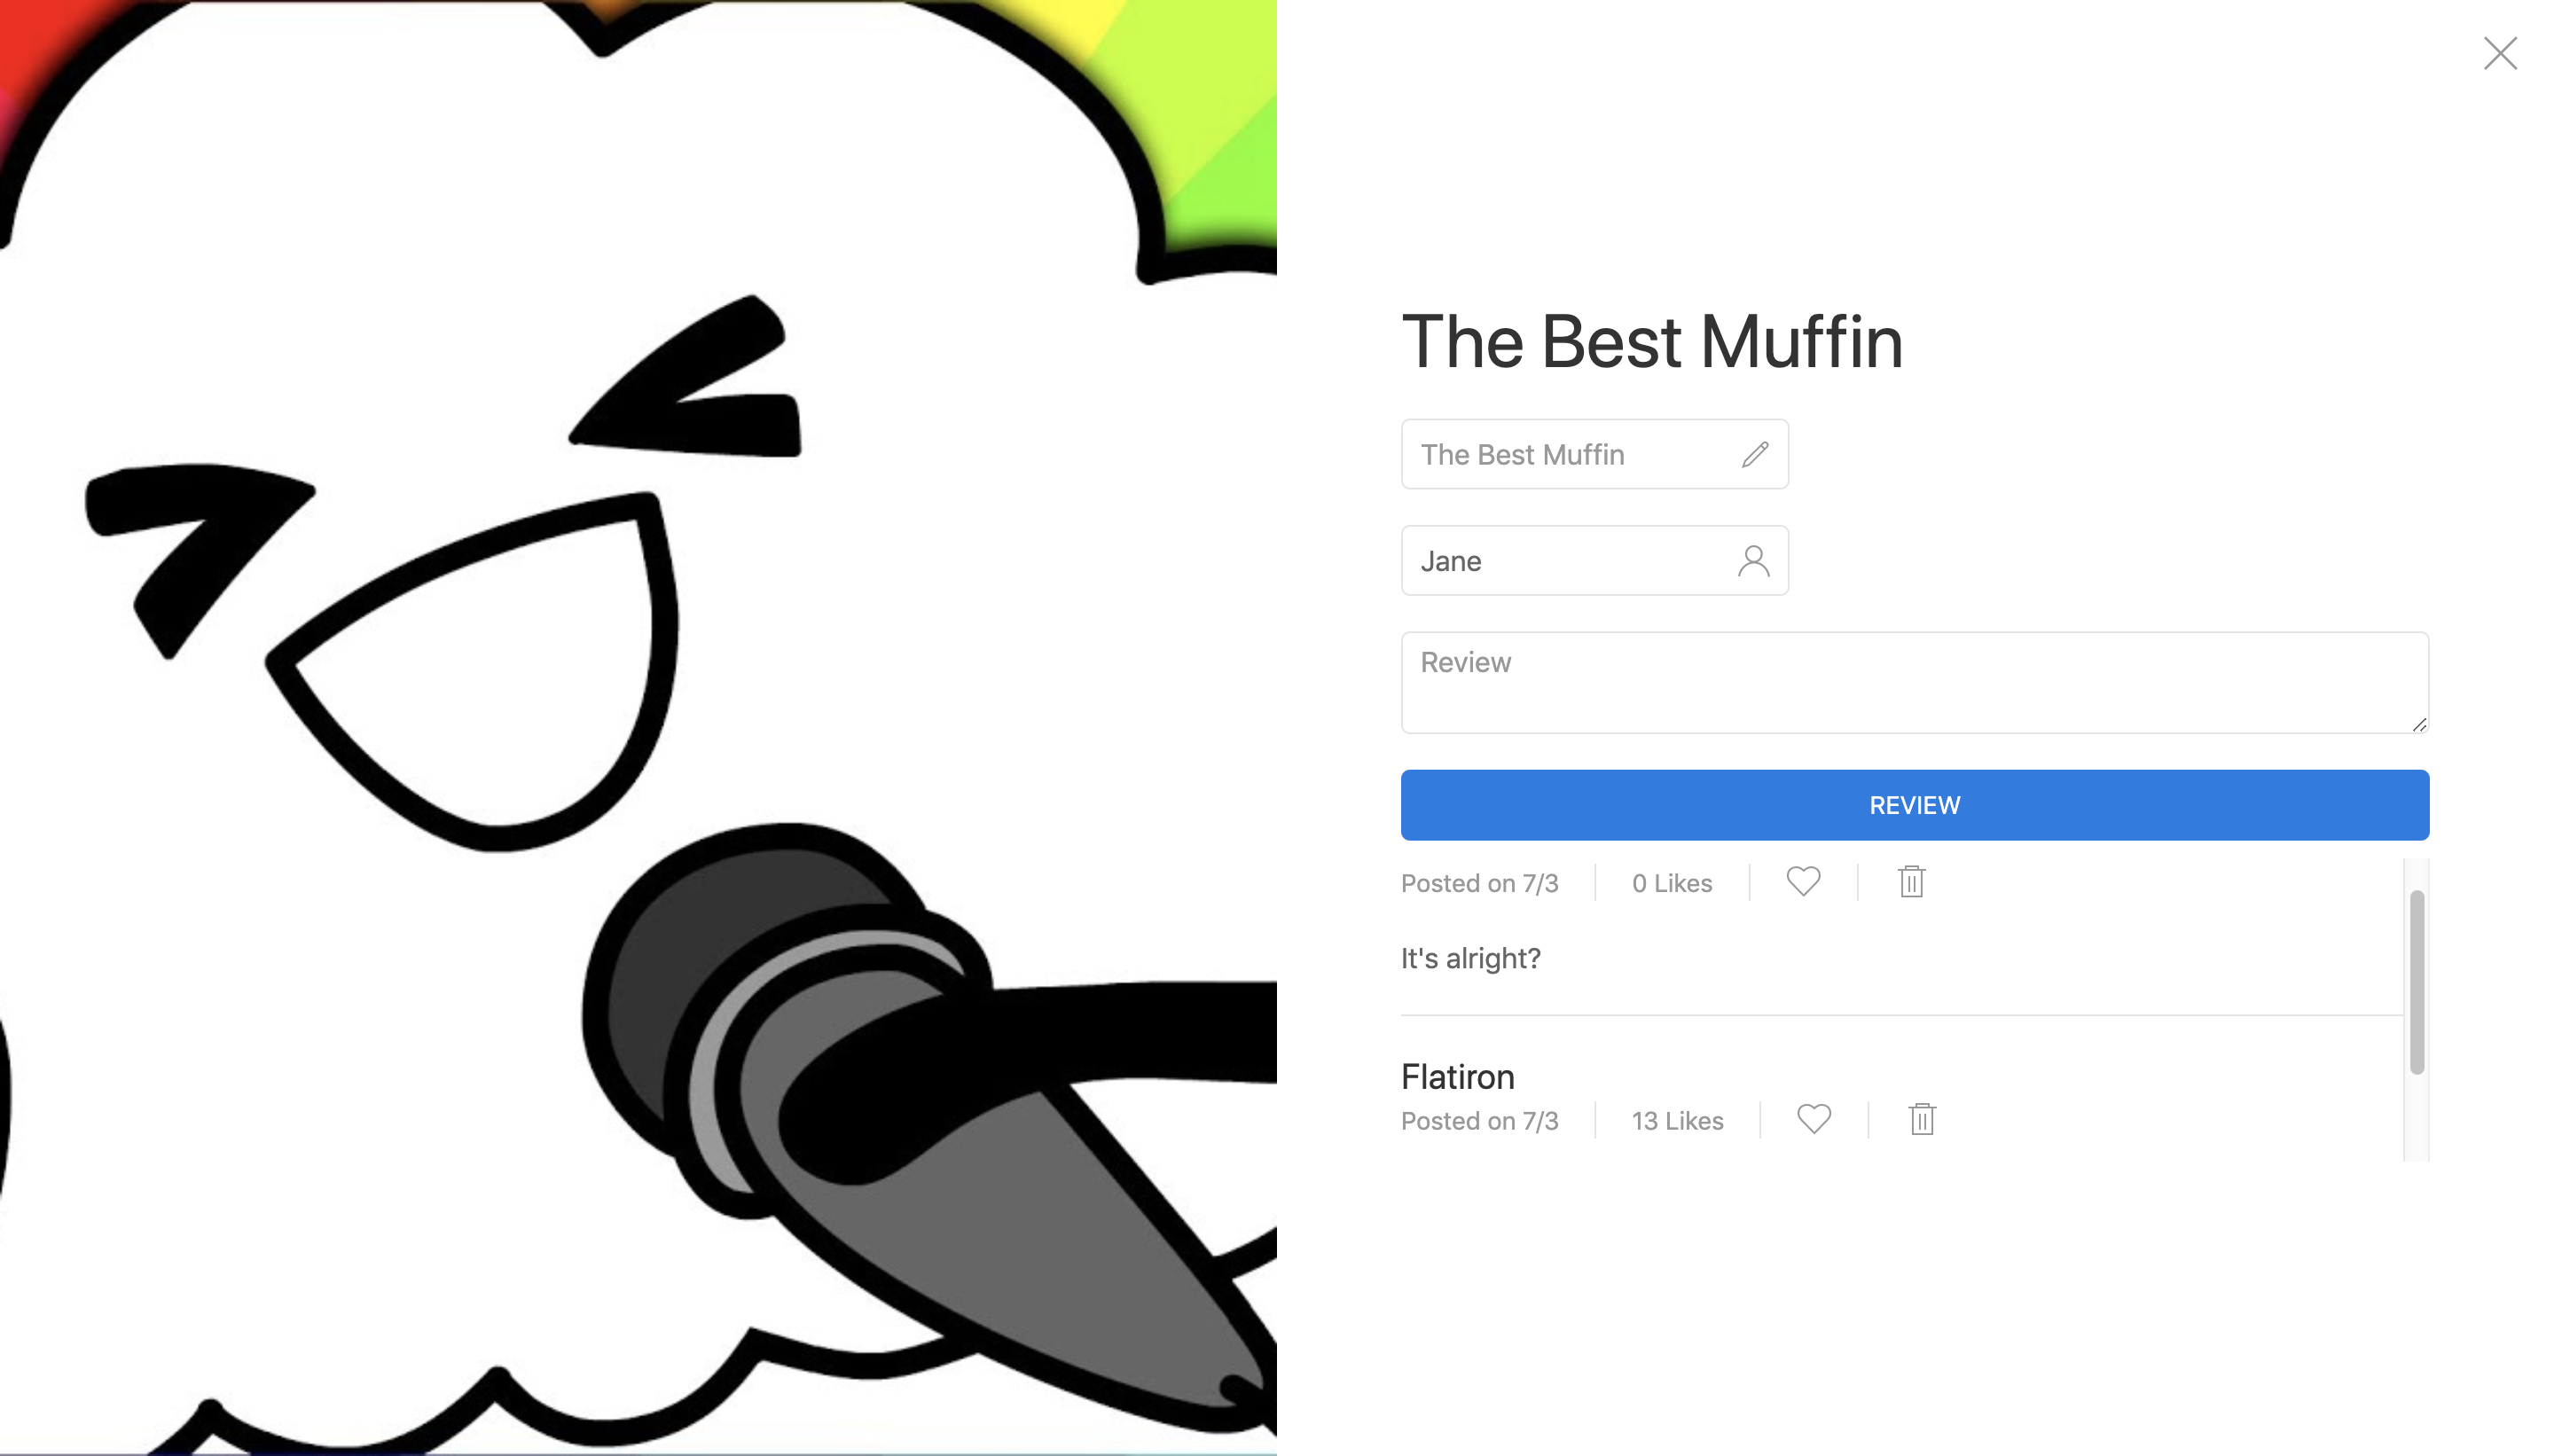 The Best Muffin
The Best Muffin
Jane
Review
REVIEW
Posted on 7/3 0 Likes
It's alright?
Flatiron
Posted on 7/3 13 Likes